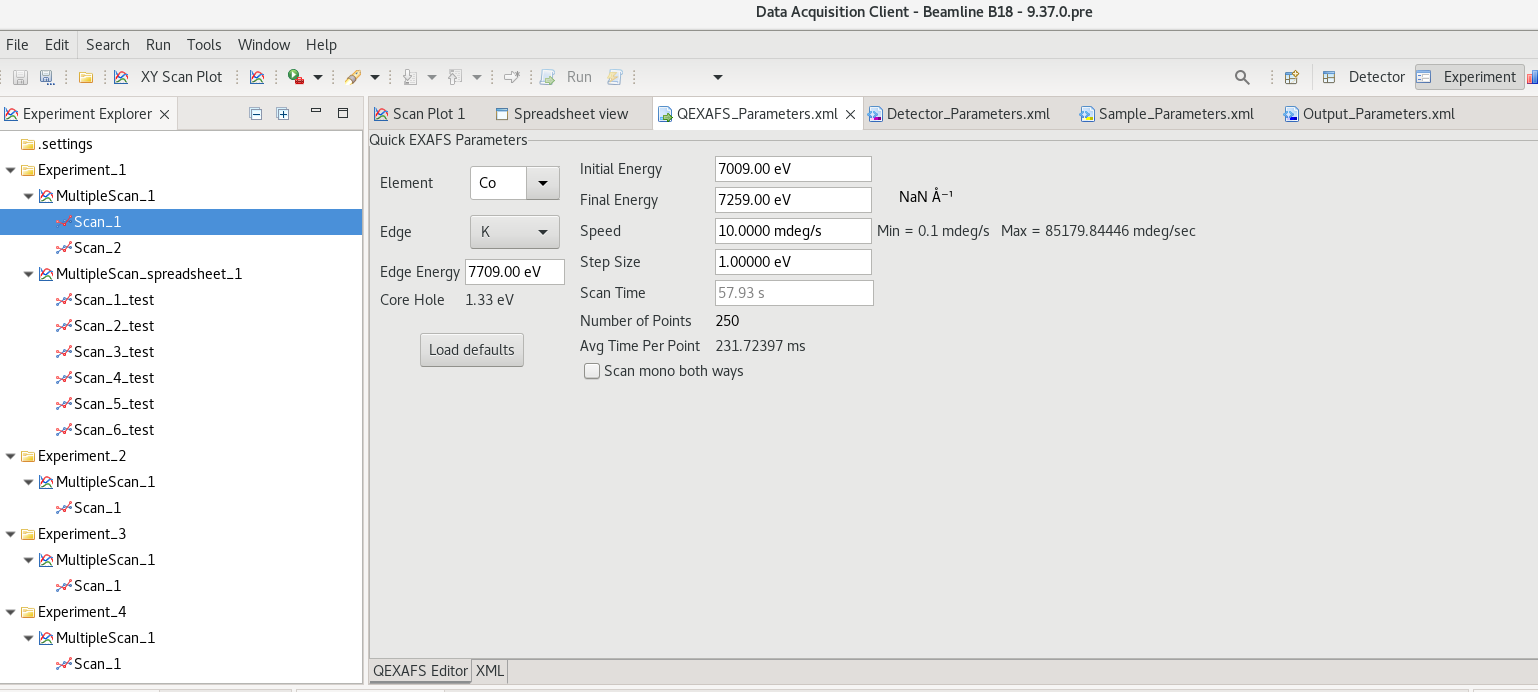 Data Acquisition Client - Beamline B18 - 9.37.0.pre
File Edit Search Run Tools Window Help
XY Scan Plot Run Detector Experiment
Experiment Explorer
.settings
Experiment_1
MultipleScan_1
Scan_1
Scan_2
MultipleScan_spreadsheet_1
Scan_1_test
Scan_2_test
Scan_3_test
Scan_4_test
Scan_5_test
Scan_6_test
Experiment_2
MultipleScan_1
Scan_1
Experiment_3
MultipleScan_1
Scan_1
Experiment_4
MultipleScan_1
Scan_1
Scan Plot 1 Spreadsheet view QEXAFS_Parameters.xml Detector_Parameters.xml Sample_Parameters.xml Output_Parameters.xml
Quick EXAFS Parameters
Element Co
Edge K
Edge Energy 7709.00 eV
Core Hole 1.33 eV
Load defaults
Initial Energy 7009.00 eV
Final Energy 7259.00 eV NaN Å⁻¹
Speed 10.0000 mdeg/s Min = 0.1 mdeg/s Max = 85179.84446 mdeg/sec
Step Size 1.00000 eV
Scan Time 57.93 s
Number of Points 250
Avg Time Per Point 231.72397 ms
Scan mono both ways
QEXAFS Editor XML